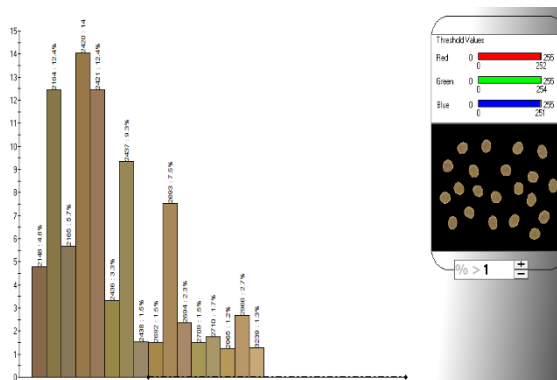 15
14
13
12
11
10
9
8
7
6
5
4
3
2
1
0
2148 : 4.8%
2164 : 12.4%
2165 : 5.7%
2420 : 14
2421 : 12.4%
2436 : 3.3%
2437 : 9.3%
2438 : 1.5%
2692 : 1.5%
2693 : 7.5%
2694 : 2.3%
2709 : 1.5%
2710 : 1.7%
2965 : 1.2%
2966 : 2.7%
3239 : 1.3%
Threshold Values
Red 0 255
0 252
Green 0 255
0 254
Blue 0 255
0 251
% > 1 + −